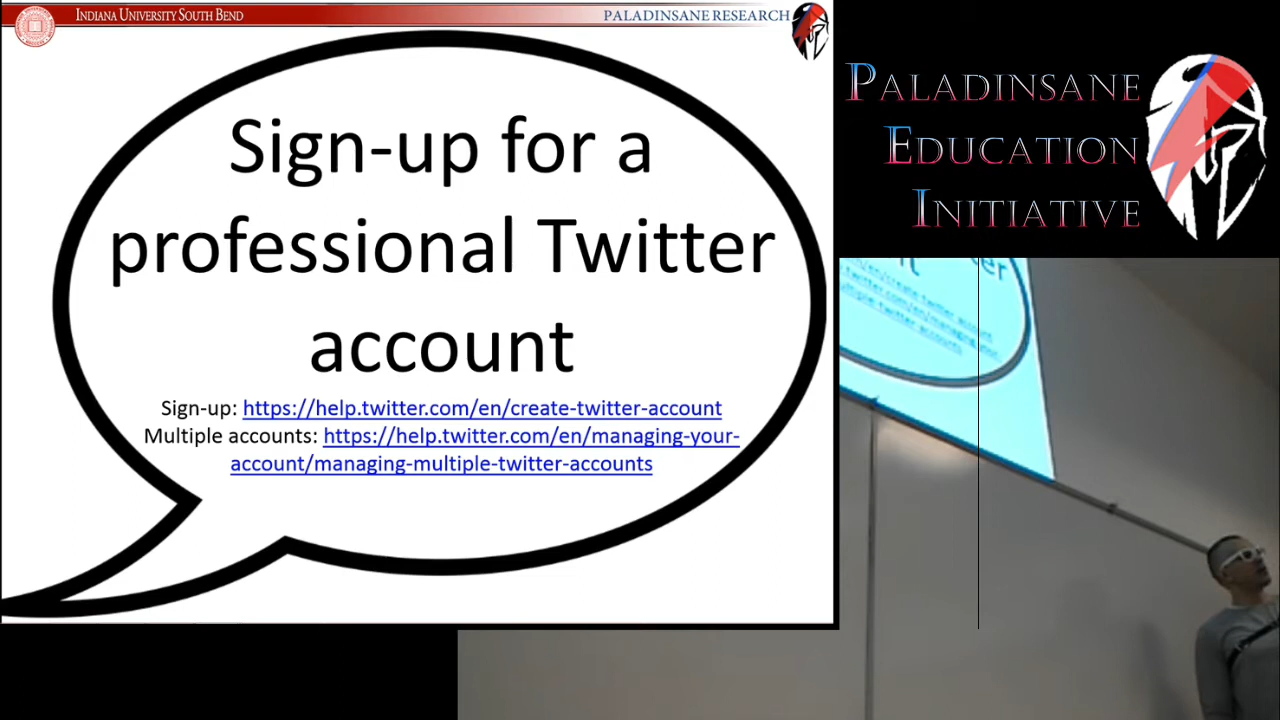 INDIANA UNIVERSITY SOUTH BEND
PALADINSANE RESEARCH
Sign-up for a
professional Twitter
account
Sign-up: https://help.twitter.com/en/create-twitter-account
Multiple accounts: https://help.twitter.com/en/managing-your-
account/managing-multiple-twitter-accounts
PALADINSANE
EDUCATION
INITIATIVE